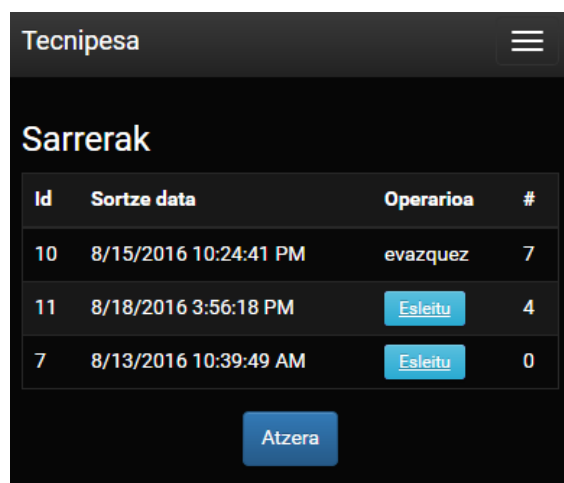 Tecnipesa
Sarrerak
Id Sortze data Operarioa #
10 8/15/2016 10:24:41 PM evazquez 7
11 8/18/2016 3:56:18 PM Esleitu 4
7 8/13/2016 10:39:49 AM Esleitu 0
Atzera